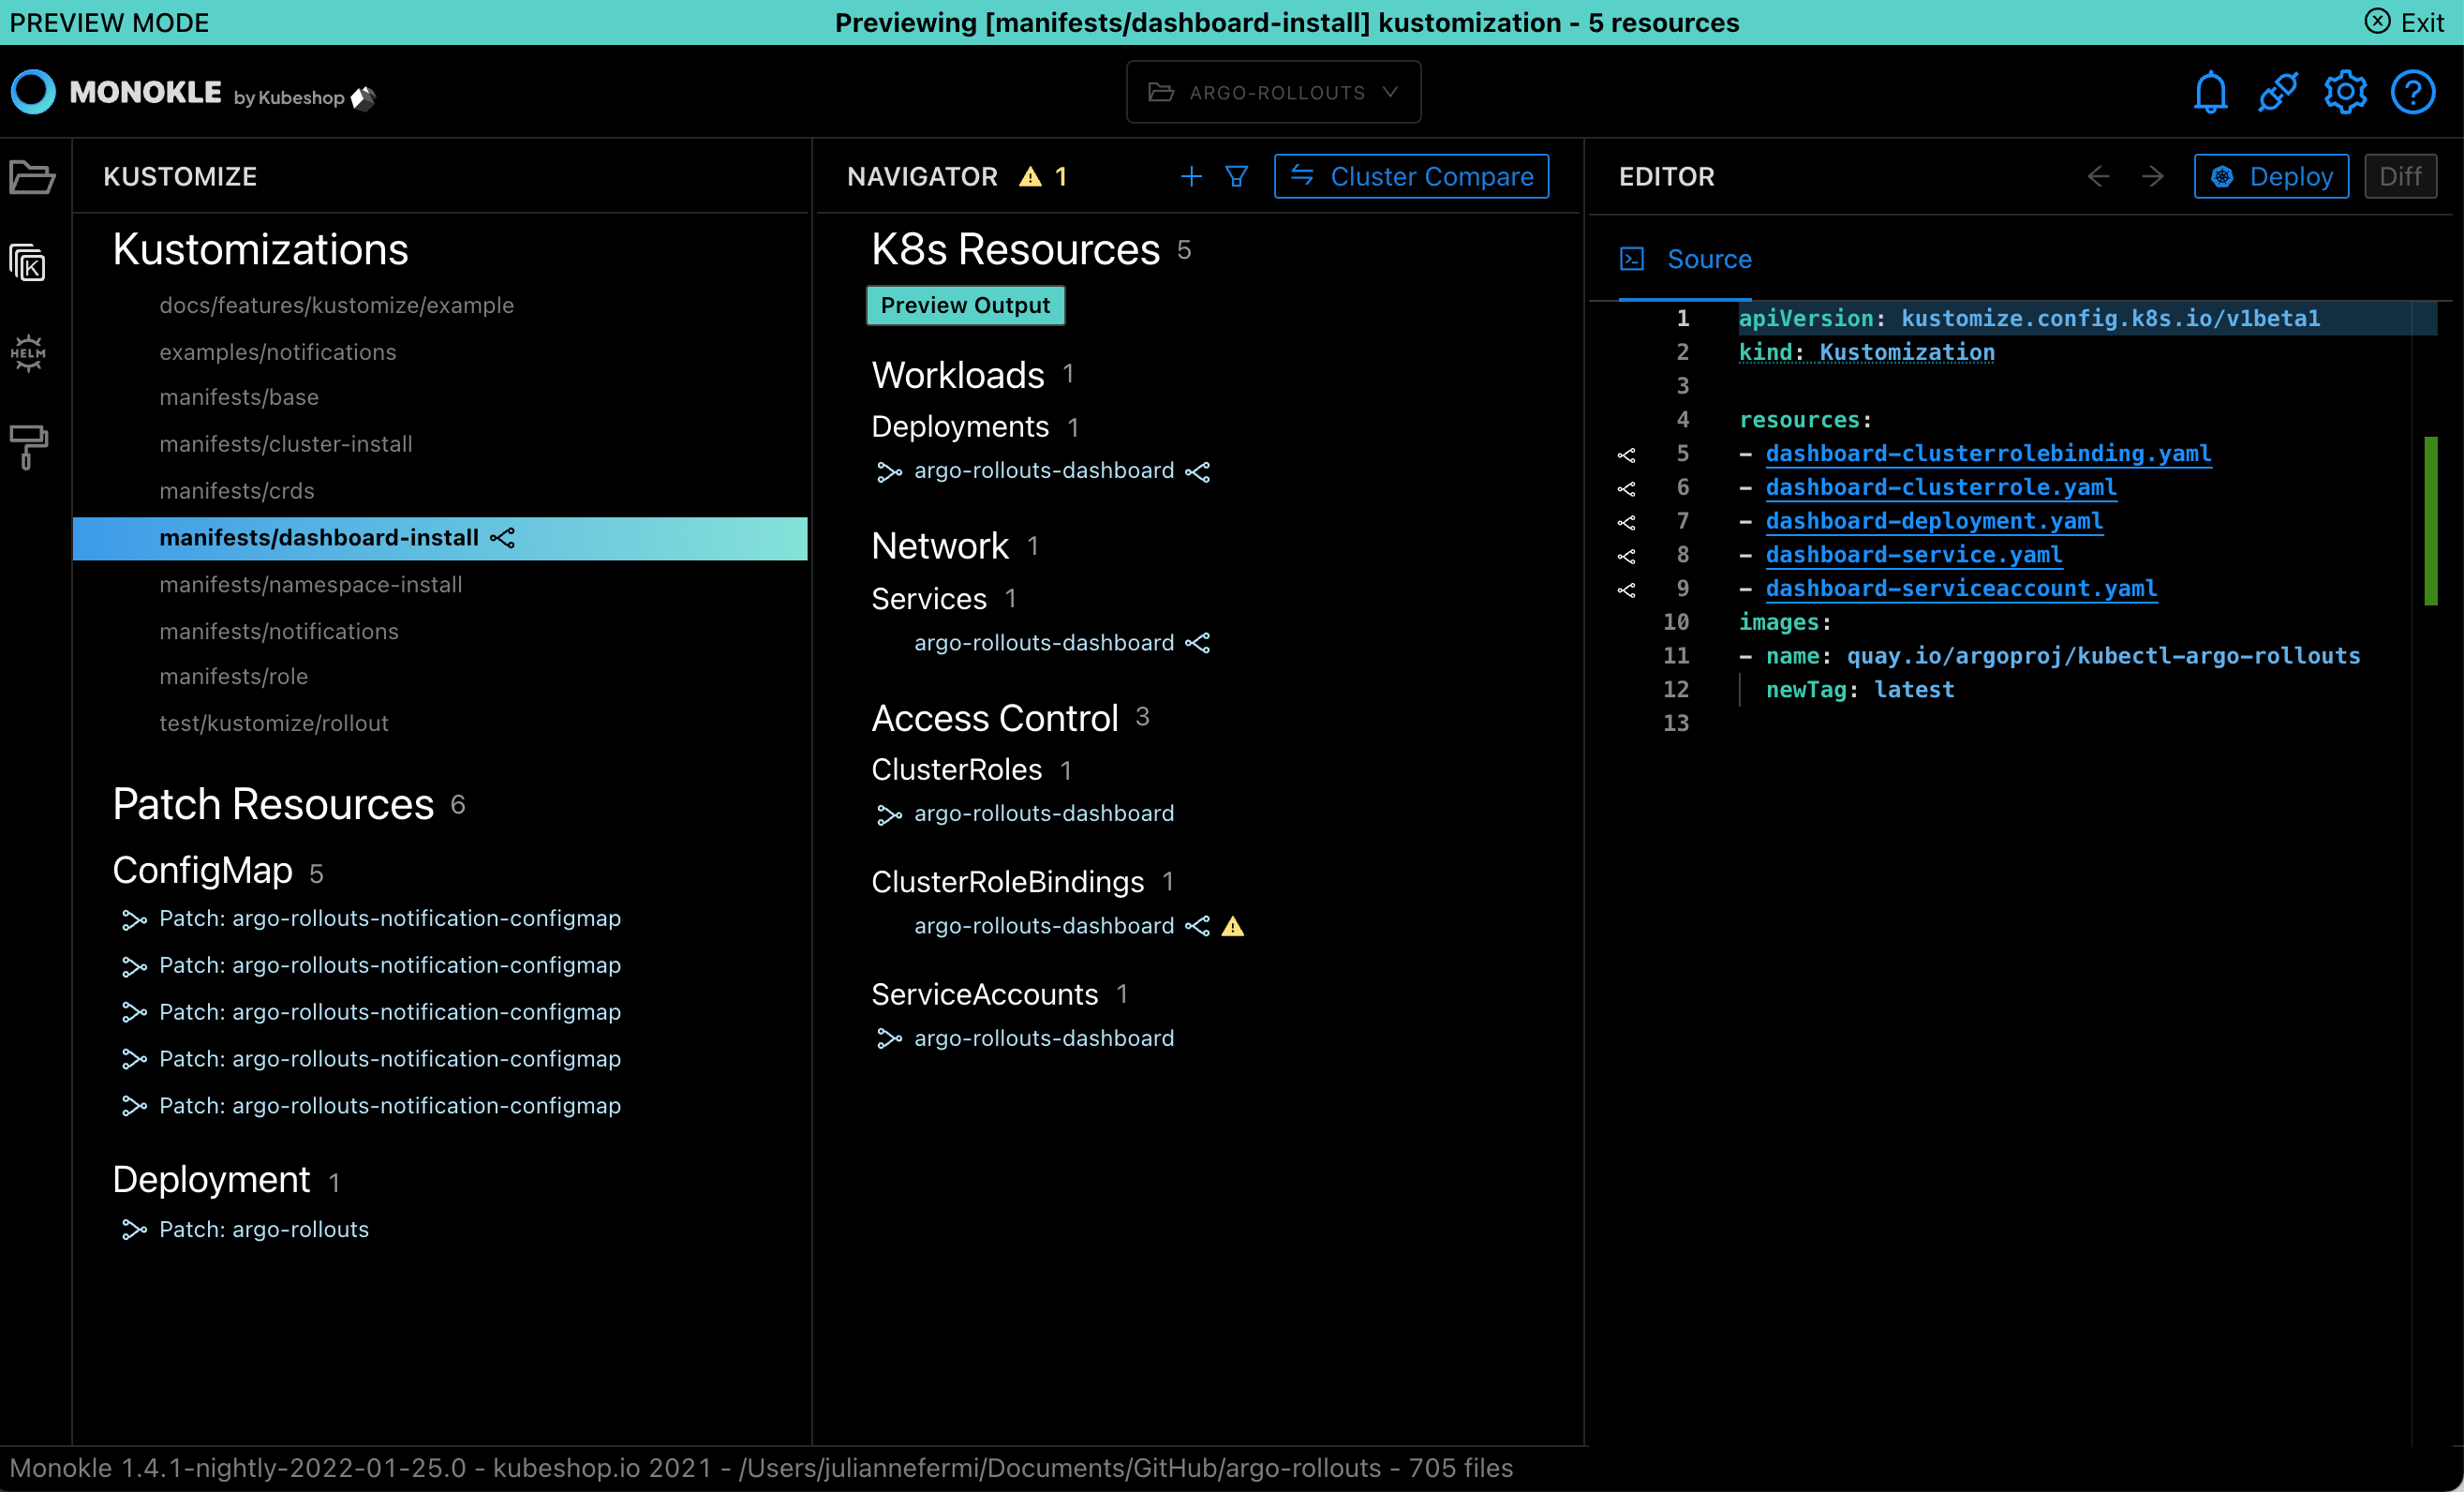 PREVIEW MODE
Previewing [manifests/dashboard-install] kustomization - 5 resources
Exit
MONOKLE by Kubeshop
ARGO-ROLLOUTS
KUSTOMIZE
Kustomizations
docs/features/kustomize/example
examples/notifications
manifests/base
manifests/cluster-install
manifests/crds
manifests/dashboard-install
manifests/namespace-install
manifests/notifications
manifests/role
test/kustomize/rollout
Patch Resources 6
ConfigMap 5
Patch: argo-rollouts-notification-configmap
Patch: argo-rollouts-notification-configmap
Patch: argo-rollouts-notification-configmap
Patch: argo-rollouts-notification-configmap
Patch: argo-rollouts-notification-configmap
Deployment 1
Patch: argo-rollouts
HELM
K
NAVIGATOR 1
Cluster Compare
K8s Resources 5
Preview Output
Workloads 1
Deployments 1
argo-rollouts-dashboard
Network 1
Services 1
argo-rollouts-dashboard
Access Control 3
ClusterRoles 1
argo-rollouts-dashboard
ClusterRoleBindings 1
argo-rollouts-dashboard
ServiceAccounts 1
argo-rollouts-dashboard
EDITOR
Deploy
Diff
Source
1 apiVersion: kustomize.config.k8s.io/v1beta1
2 kind: Kustomization
3
4 resources:
5 - dashboard-clusterrolebinding.yaml
6 - dashboard-clusterrole.yaml
7 - dashboard-deployment.yaml
8 - dashboard-service.yaml
9 - dashboard-serviceaccount.yaml
10 images:
11 - name: quay.io/argoproj/kubectl-argo-rollouts
12 newTag: latest
13
Monokle 1.4.1-nightly-2022-01-25.0 - kubeshop.io 2021 - /Users/juliannefermi/Documents/GitHub/argo-rollouts - 705 files